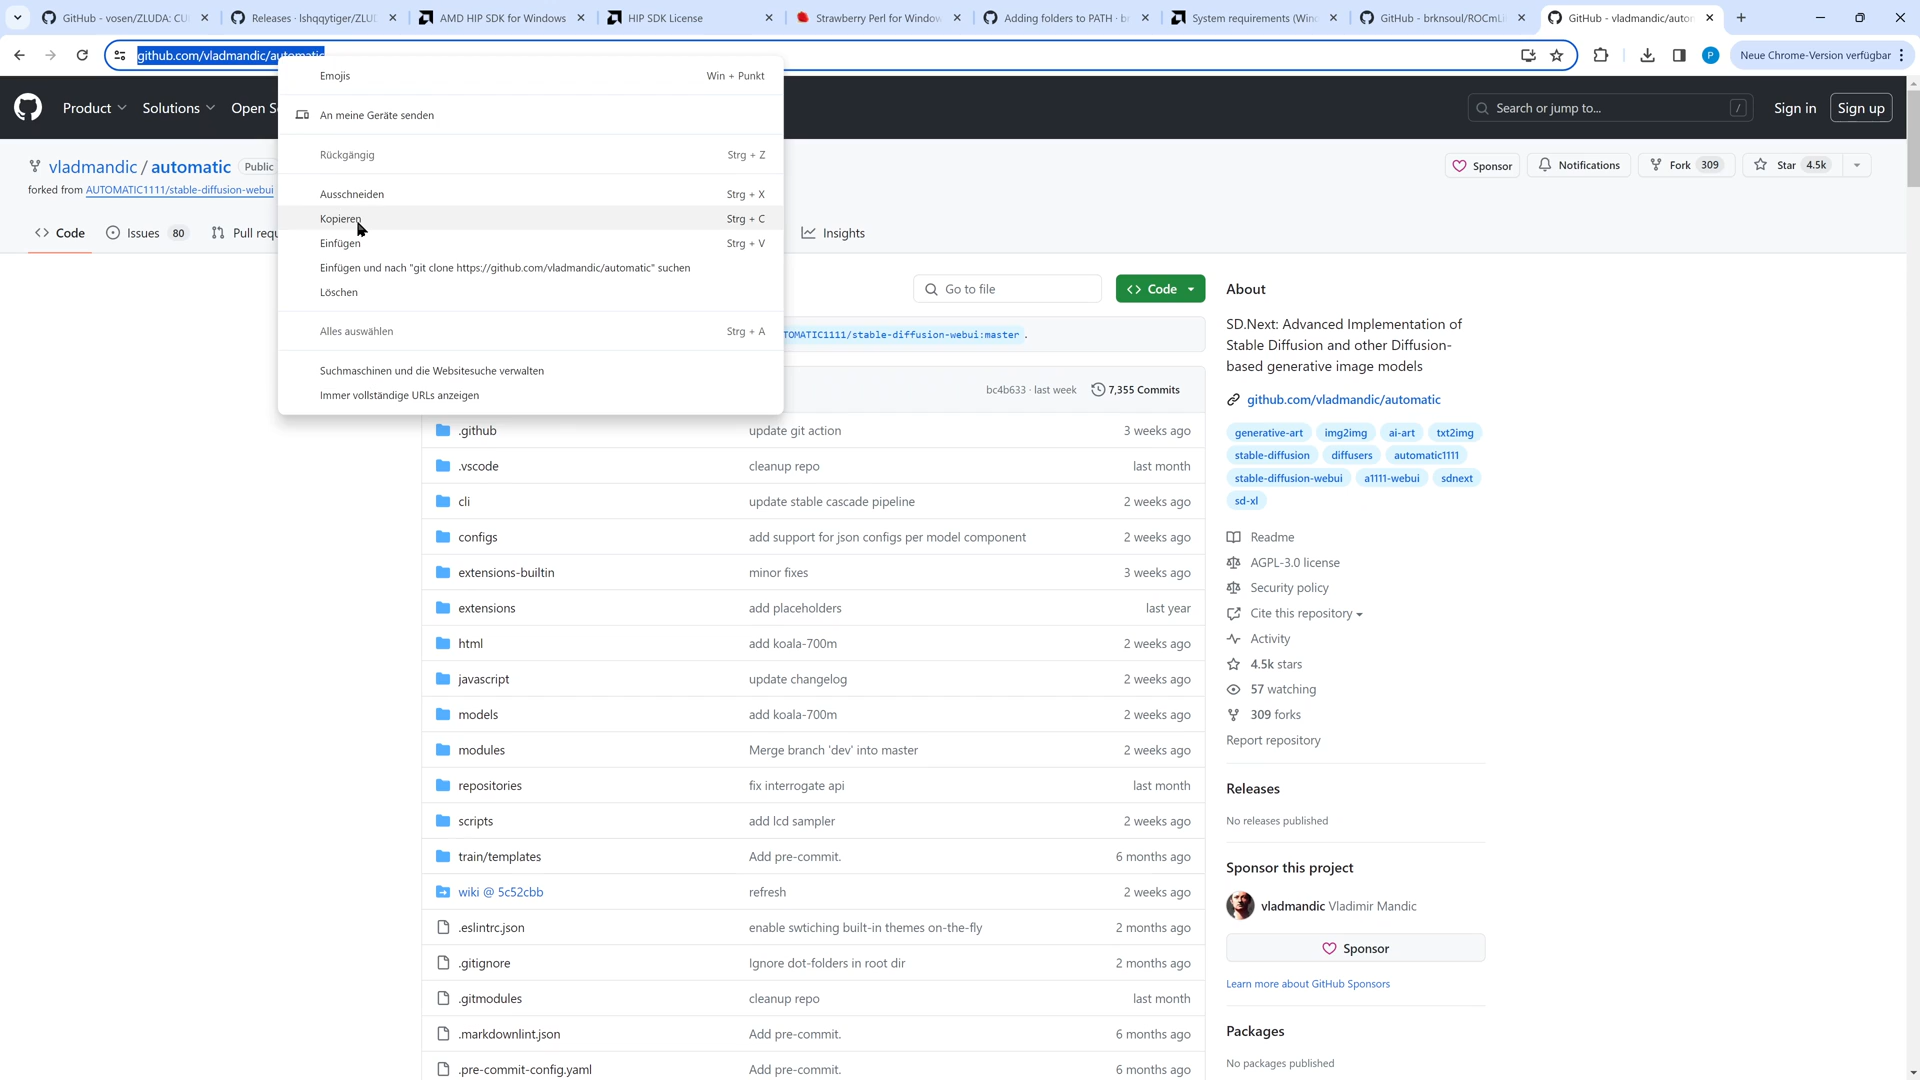 GitHub - vosen/ZLUDA: CU
Releases · lshqqytiger/ZLUD
AMD HIP SDK for Windows
HIP SDK License
Strawberry Perl for Window
Adding folders to PATH · br
System requirements (Wind
GitHub - brknsoul/ROCmLi
GitHub - vladmandic/autom
github.com/vladmandic/automatic
P
Neue Chrome-Version verfügbar
Emojis Win + Punkt
An meine Geräte senden
Rückgängig Strg + Z
Ausschneiden Strg + X
Kopieren Strg + C
Einfügen Strg + V
Einfügen und nach "git clone https://github.com/vladmandic/automatic" suchen
Löschen
Alles auswählen Strg + A
Suchmaschinen und die Websitesuche verwalten
Immer vollständige URLs anzeigen
Product
Solutions
Open S
Search or jump to... /
Sign in
Sign up
vladmandic / automatic Public
forked from AUTOMATIC1111/stable-diffusion-webui
Sponsor
Notifications
Fork 309
Star 4.5k
Code
Issues 80
Pull requ
Insights
Go to file
Code
TOMATIC1111/stable-diffusion-webui:master .
bc4b633 · last week 7,355 Commits
.github update git action 3 weeks ago
.vscode cleanup repo last month
cli update stable cascade pipeline 2 weeks ago
configs add support for json configs per model component 2 weeks ago
extensions-builtin minor fixes 3 weeks ago
extensions add placeholders last year
html add koala-700m 2 weeks ago
javascript update changelog 2 weeks ago
models add koala-700m 2 weeks ago
modules Merge branch 'dev' into master 2 weeks ago
repositories fix interrogate api last month
scripts add lcd sampler 2 weeks ago
train/templates Add pre-commit. 6 months ago
wiki @ 5c52cbb refresh 2 weeks ago
.eslintrc.json enable swtiching built-in themes on-the-fly 2 months ago
.gitignore Ignore dot-folders in root dir 2 months ago
.gitmodules cleanup repo last month
.markdownlint.json Add pre-commit. 6 months ago
.pre-commit-config.yaml Add pre-commit. 6 months ago
About
SD.Next: Advanced Implementation of
Stable Diffusion and other Diffusion-
based generative image models
github.com/vladmandic/automatic
generative-art img2img ai-art txt2img
stable-diffusion diffusers automatic1111
stable-diffusion-webui a1111-webui sdnext
sd-xl
Readme
AGPL-3.0 license
Security policy
Cite this repository
Activity
4.5k stars
57 watching
309 forks
Report repository
Releases
No releases published
Sponsor this project
vladmandic Vladimir Mandic
Sponsor
Learn more about GitHub Sponsors
Packages
No packages published